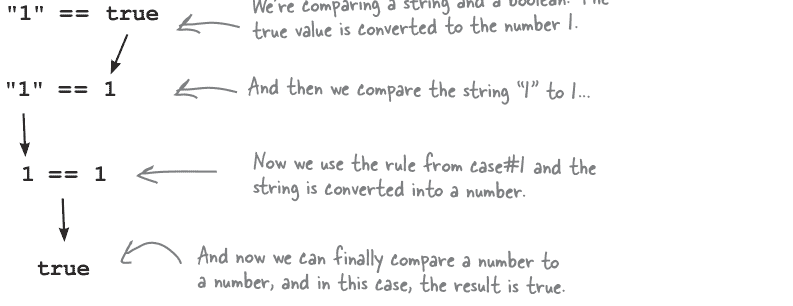 "1" == true
We're comparing a string and a boolean. The
true value is converted to the number 1.
"1" == 1
And then we compare the string "1" to 1...
1 == 1
Now we use the rule from case#1 and the
string is converted into a number.
true
And now we can finally compare a number to
a number, and in this case, the result is true.